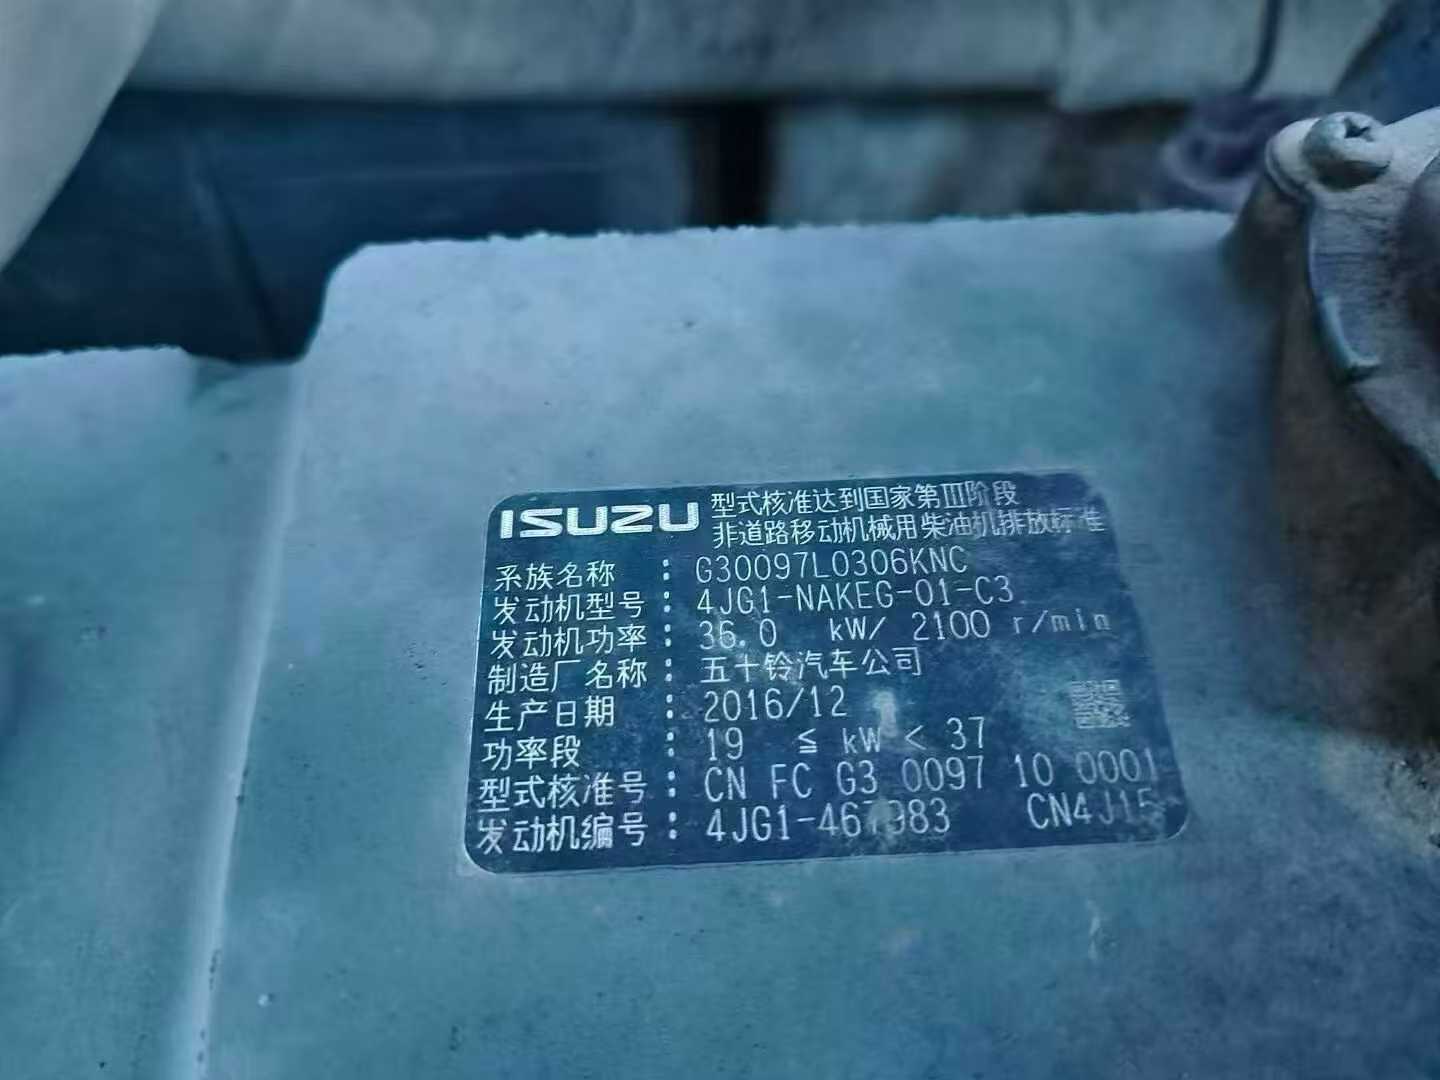 ISUZU 型式核准达到国家第III阶段
非道路移动机械用柴油机排放标准
系族名称 : G30097L0306KNC
发动机型号 : 4JG1-NAKEG-01-C3
发动机功率 : 36.0 kW/ 2100 r/min
制造厂名称 : 五十铃汽车公司
生产日期 : 2016/12
功率段 : 19 ≦ kW < 37
型式核准号 : CN FC G3 0097 10 0001
发动机编号 : 4JG1-467983 CN4J15